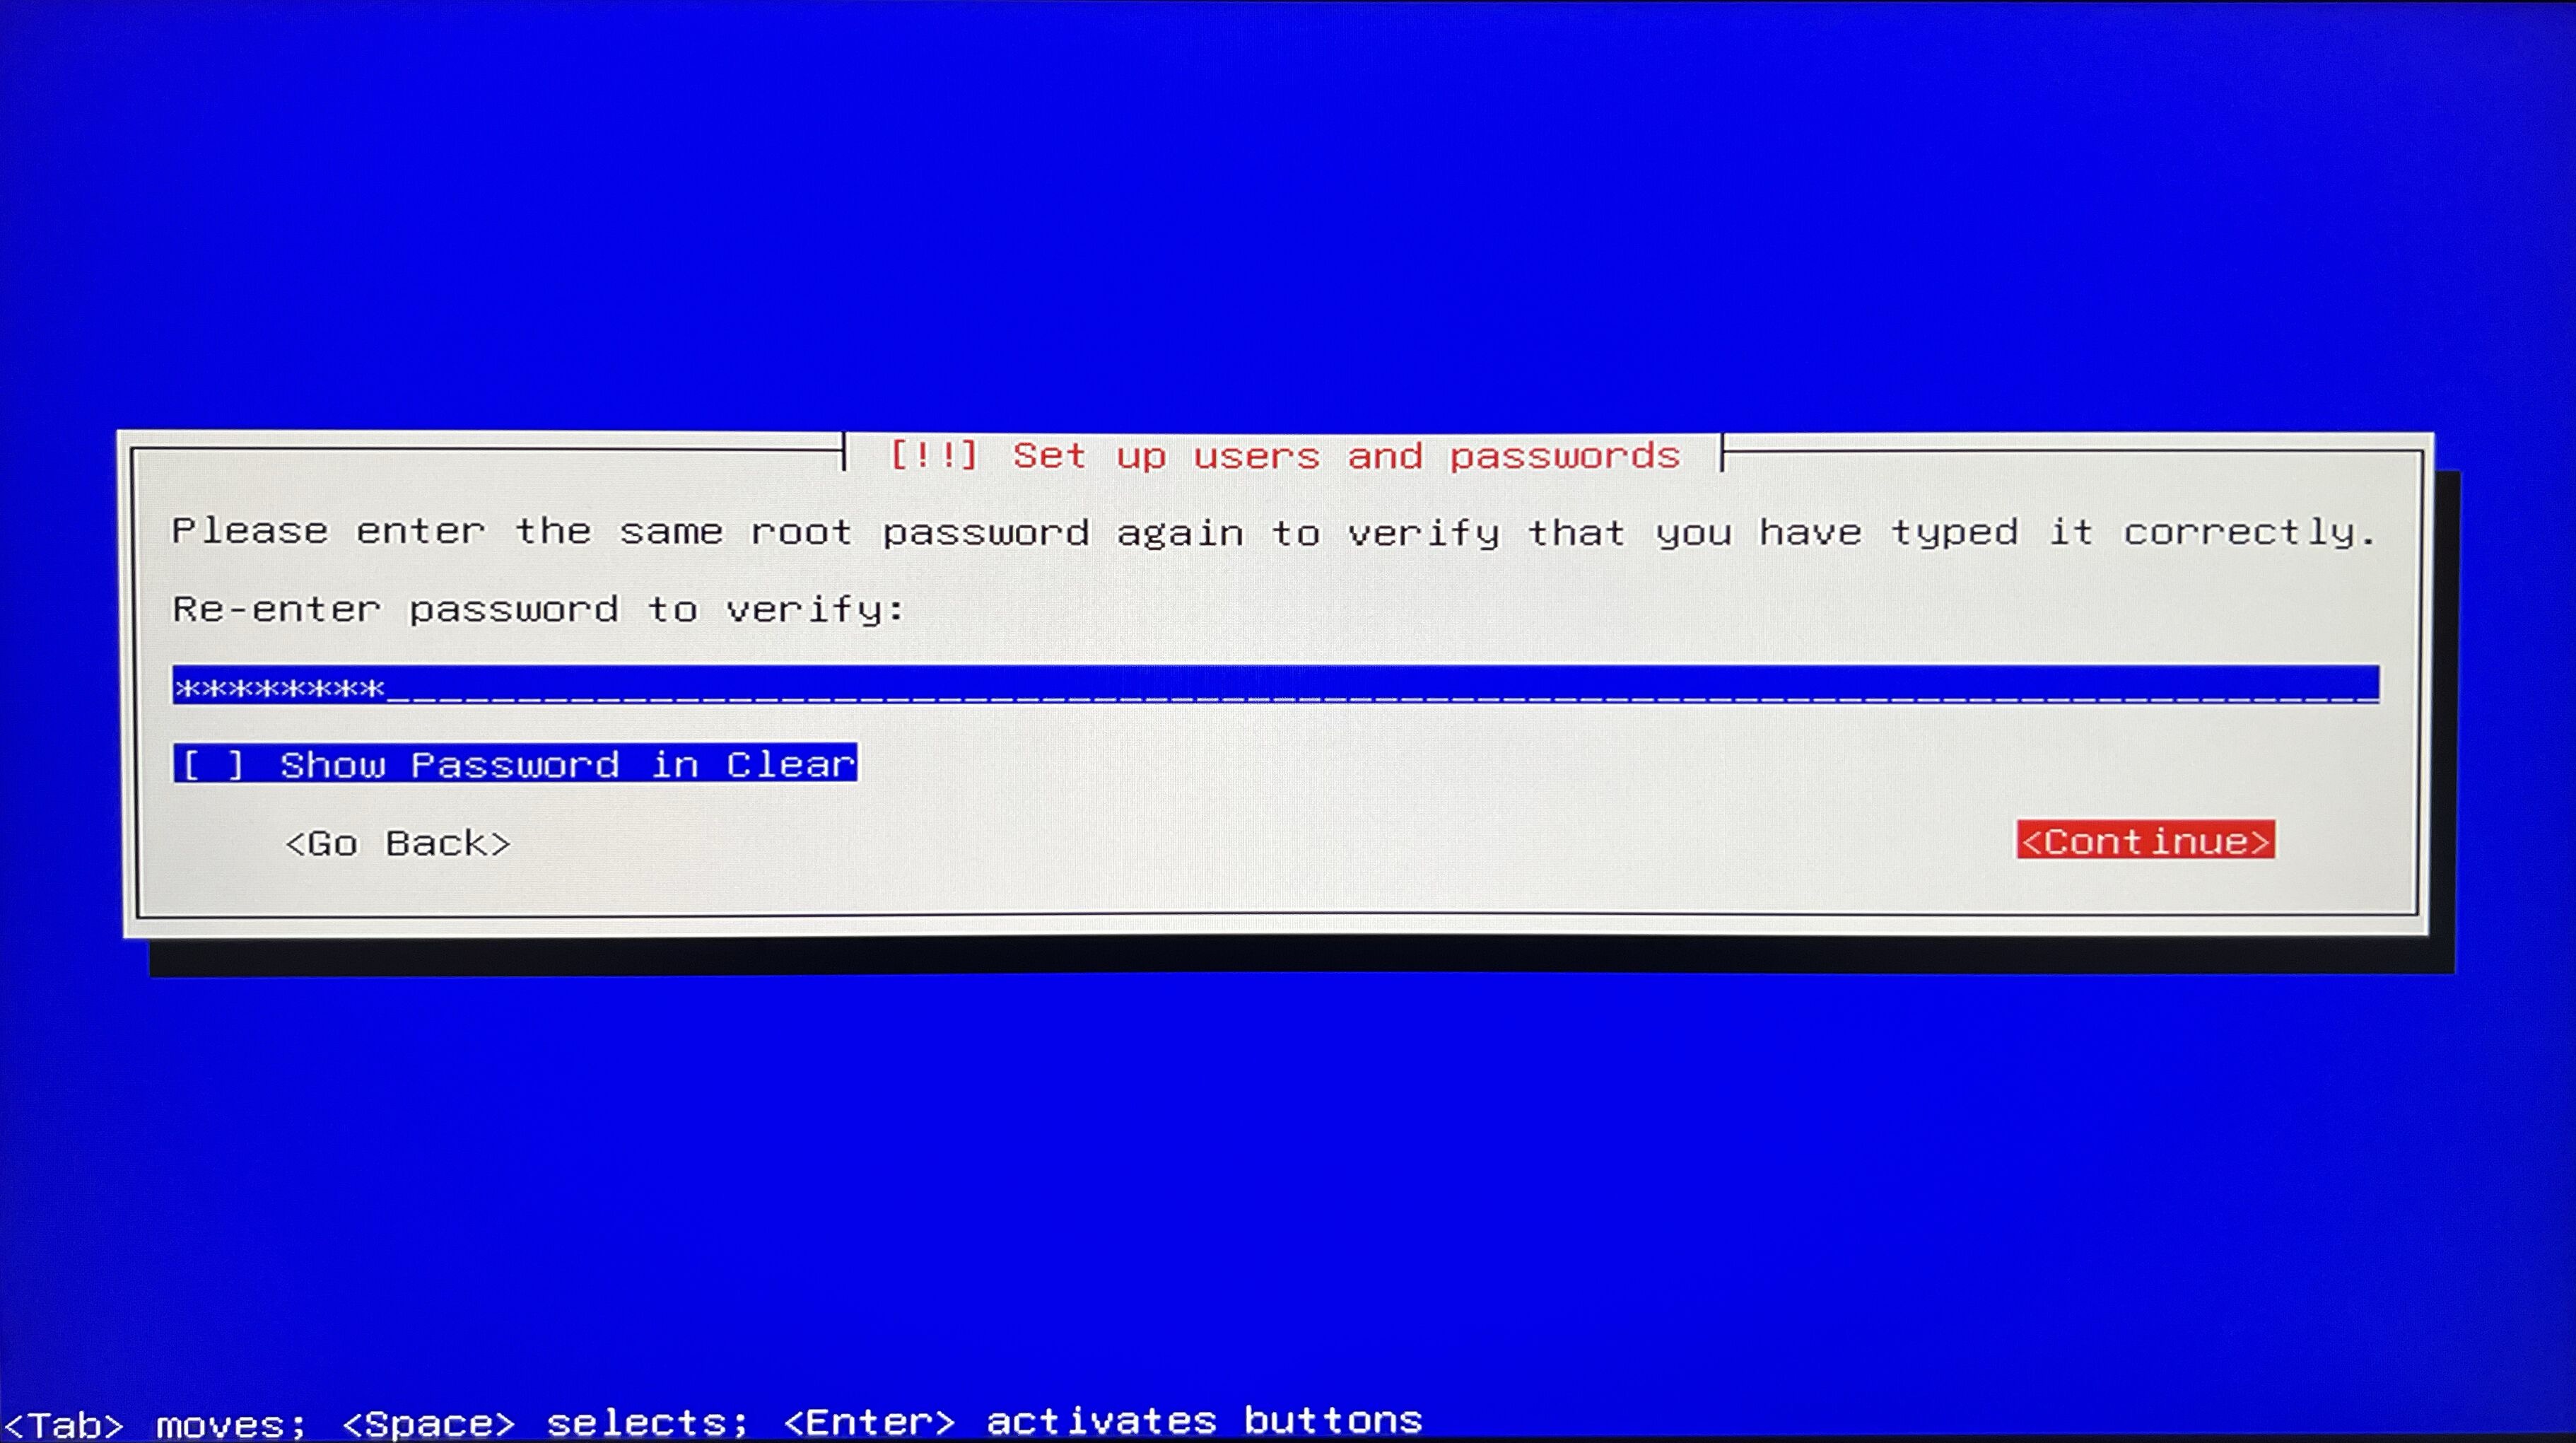 [!!] Set up users and passwords
Please enter the same root password again to verify that you have typed it correctly.
Re-enter password to verify:
********________________________________________________________________________
[ ] Show Password in Clear
<Go Back> <Continue>
<Tab> moves; <Space> selects; <Enter> activates buttons